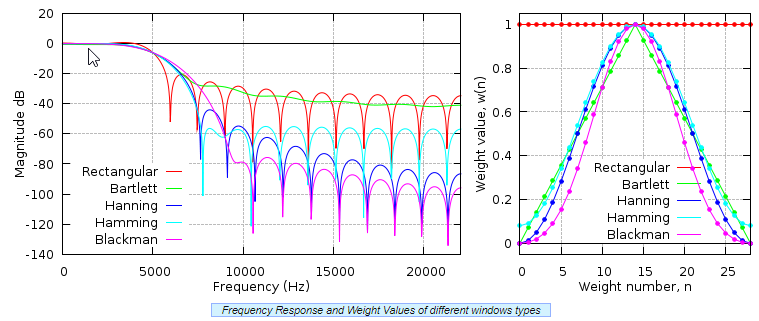 20
0
-20
-40
-60
-80
-100
-120
-140
Magnitude dB
Rectangular
Bartlett
Hanning
Hamming
Blackman
0 5000 10000 15000 20000
Frequency (Hz)
1
0.8
0.6
0.4
0.2
0
Weight value, w(n)
Rectangular
Bartlett
Hanning
Hamming
Blackman
0 5 10 15 20 25
Weight number, n
Frequency Response and Weight Values of different windows types